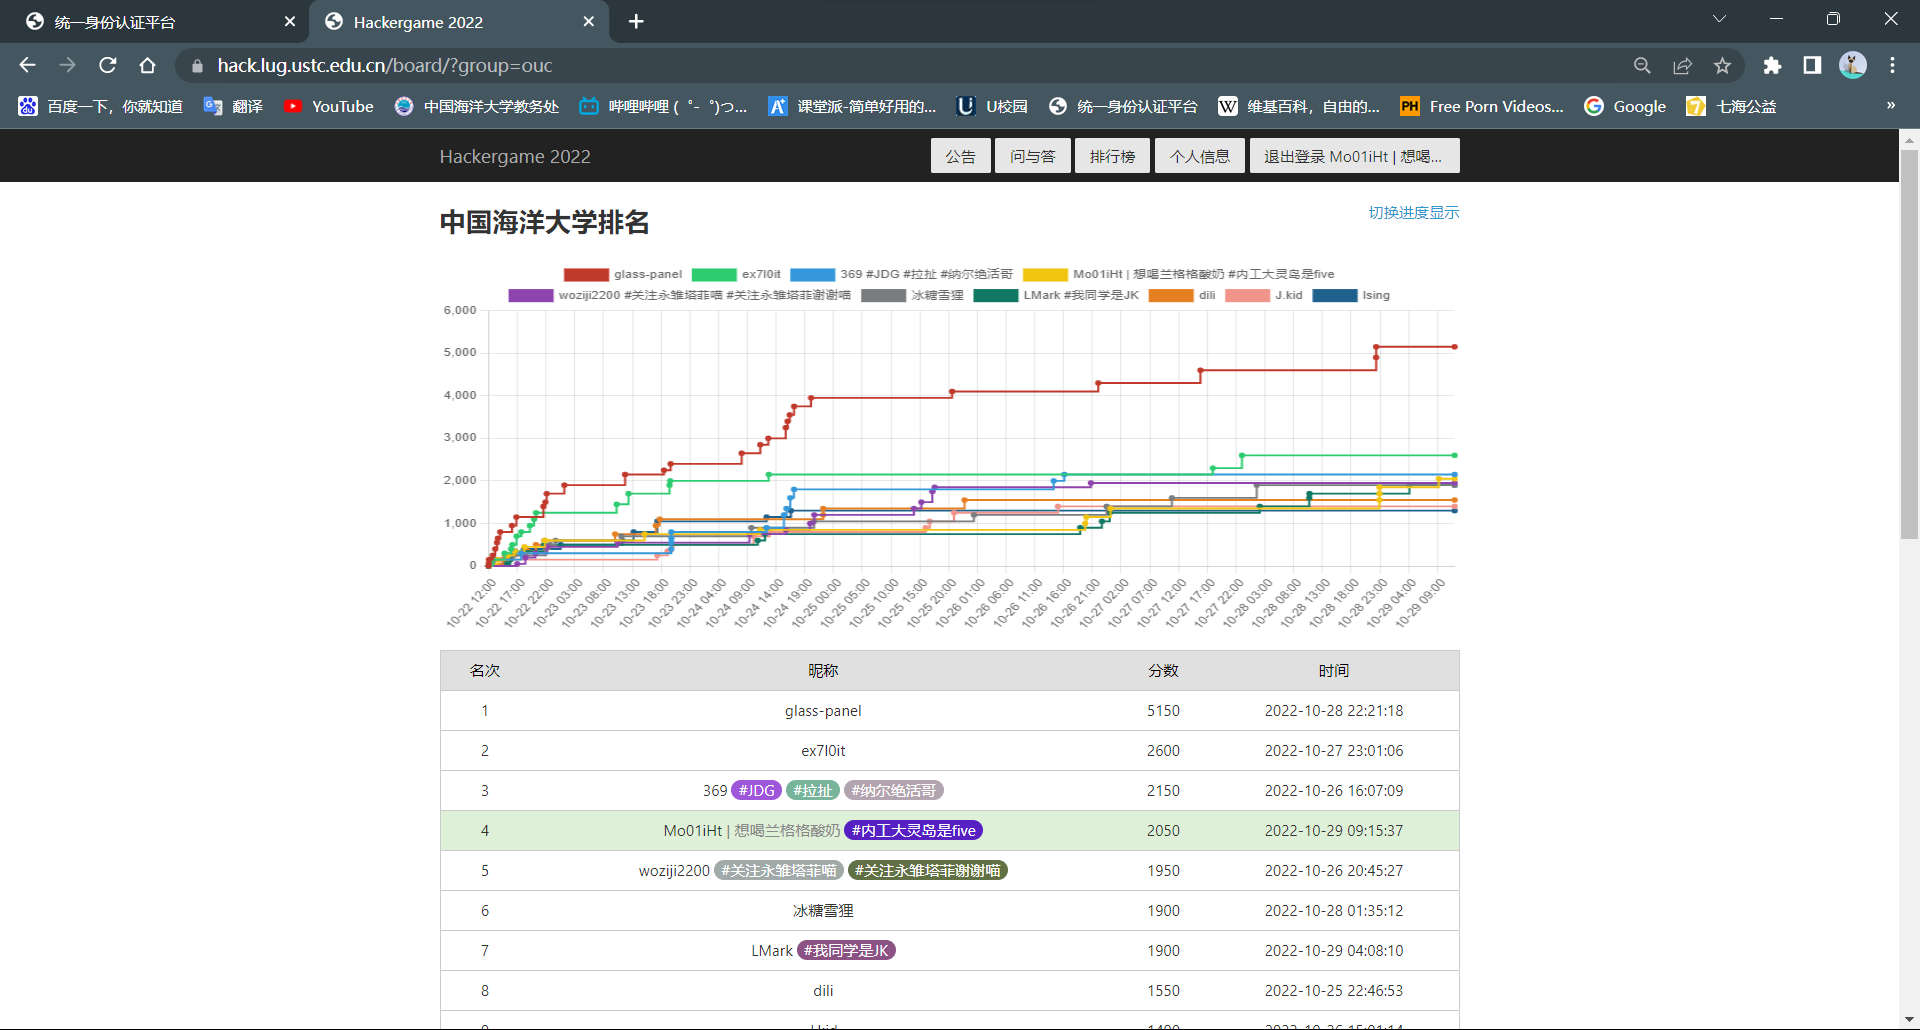 统一身份认证平台
Hackergame 2022
hack.lug.ustc.edu.cn/board/?group=ouc
百度一下，你就知道 翻译 YouTube 中国海洋大学教务处 哔哩哔哩 (゜-゜)つ... 课堂派-简单好用的... U校园 统一身份认证平台 维基百科，自由的... Free Porn Videos... Google 七海公益 »
Hackergame 2022 公告 问与答 排行榜 个人信息 退出登录 Mo01iHt | 想喝...
中国海洋大学排名 切换进度显示
glass-panel ex7l0it 369 #JDG #拉扯 #纳尔绝活哥 Mo01iHt | 想喝兰格格酸奶 #内工大灵岛是five
woziji2200 #关注永雏塔菲喵 #关注永雏塔菲谢谢喵 冰糖雪狸 LMark #我同学是JK dili J.kid lsing
6,000
5,000
4,000
3,000
2,000
1,000
0
10-22 12:00 10-22 17:00 10-22 22:00 10-23 03:00 10-23 08:00 10-23 13:00 10-23 18:00 10-23 23:00 10-24 04:00 10-24 09:00 10-24 14:00 10-24 19:00 10-25 00:00 10-25 05:00 10-25 10:00 10-25 15:00 10-25 20:00 10-26 01:00 10-26 06:00 10-26 11:00 10-26 16:00 10-26 21:00 10-27 02:00 10-27 07:00 10-27 12:00 10-27 17:00 10-27 22:00 10-28 03:00 10-28 08:00 10-28 13:00 10-28 18:00 10-28 23:00 10-29 04:00 10-29 09:00
名次 昵称 分数 时间
1 glass-panel 5150 2022-10-28 22:21:18
2 ex7l0it 2600 2022-10-27 23:01:06
3 369 #JDG #拉扯 #纳尔绝活哥 2150 2022-10-26 16:07:09
4 Mo01iHt | 想喝兰格格酸奶 #内工大灵岛是five 2050 2022-10-29 09:15:37
5 woziji2200 #关注永雏塔菲喵 #关注永雏塔菲谢谢喵 1950 2022-10-26 20:45:27
6 冰糖雪狸 1900 2022-10-28 01:35:12
7 LMark #我同学是JK 1900 2022-10-29 04:08:10
8 dili 1550 2022-10-25 22:46:53